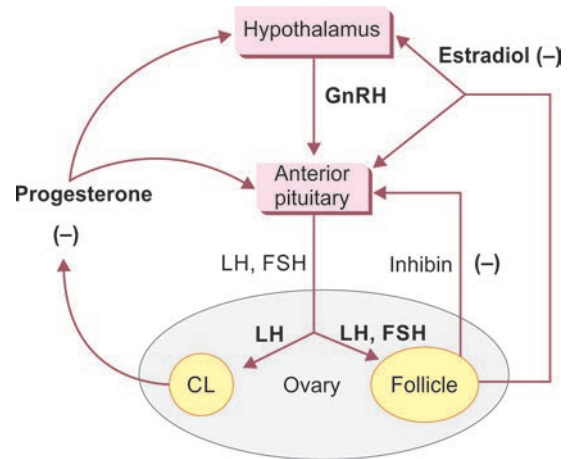 Hypothalamus
Estradiol (–)
GnRH
Anterior
pituitary
Progesterone
(–)
LH, FSH
Inhibin
(–)
LH
LH, FSH
CL
Ovary
Follicle